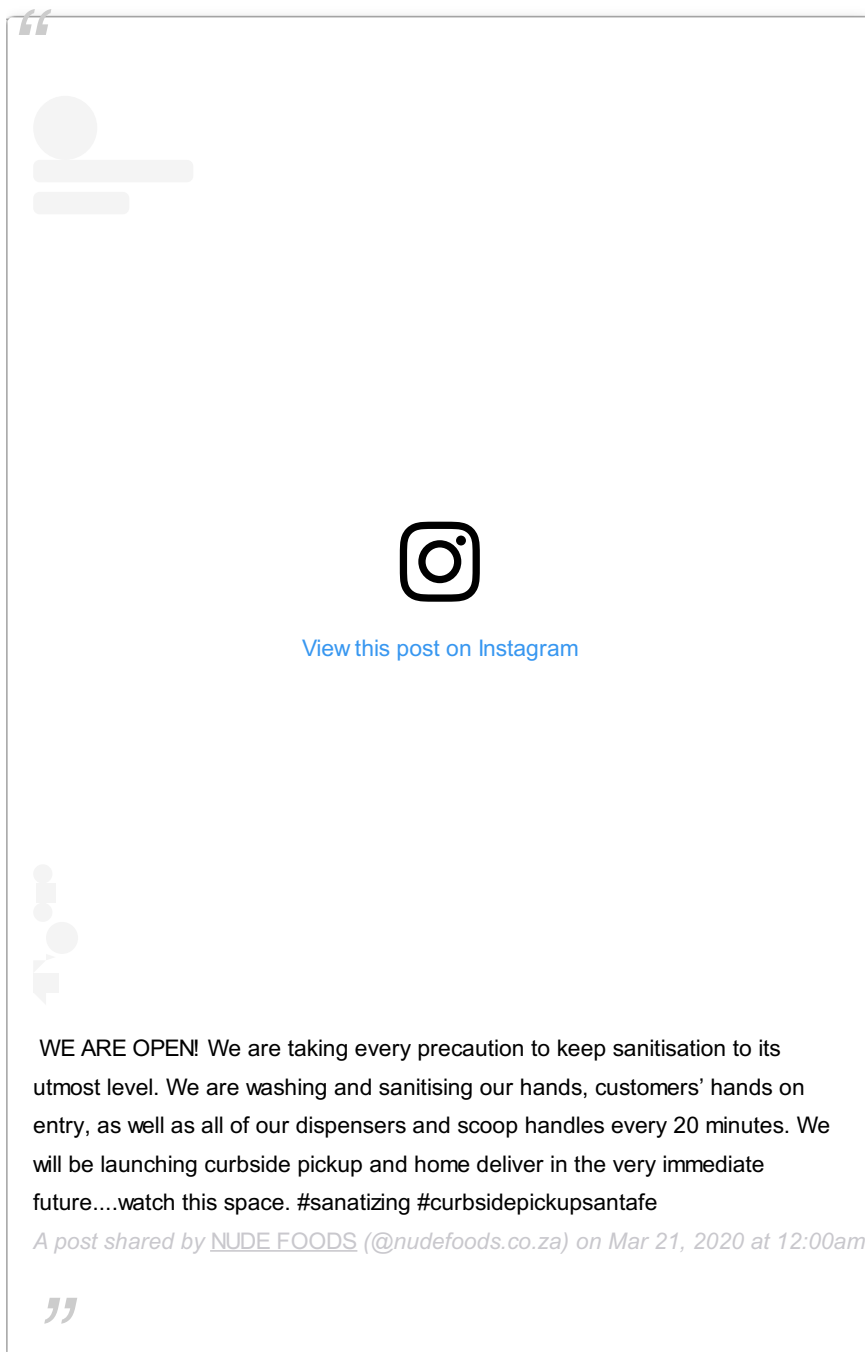 “
View this post on Instagram
WE ARE OPEN! We are taking every precaution to keep sanitisation to its
utmost level. We are washing and sanitising our hands, customers’ hands on
entry, as well as all of our dispensers and scoop handles every 20 minutes. We
will be launching curbside pickup and home deliver in the very immediate
future....watch this space. #sanatizing #curbsidepickupsantafe
A post shared by NUDE FOODS (@nudefoods.co.za) on Mar 21, 2020 at 12:00am
”